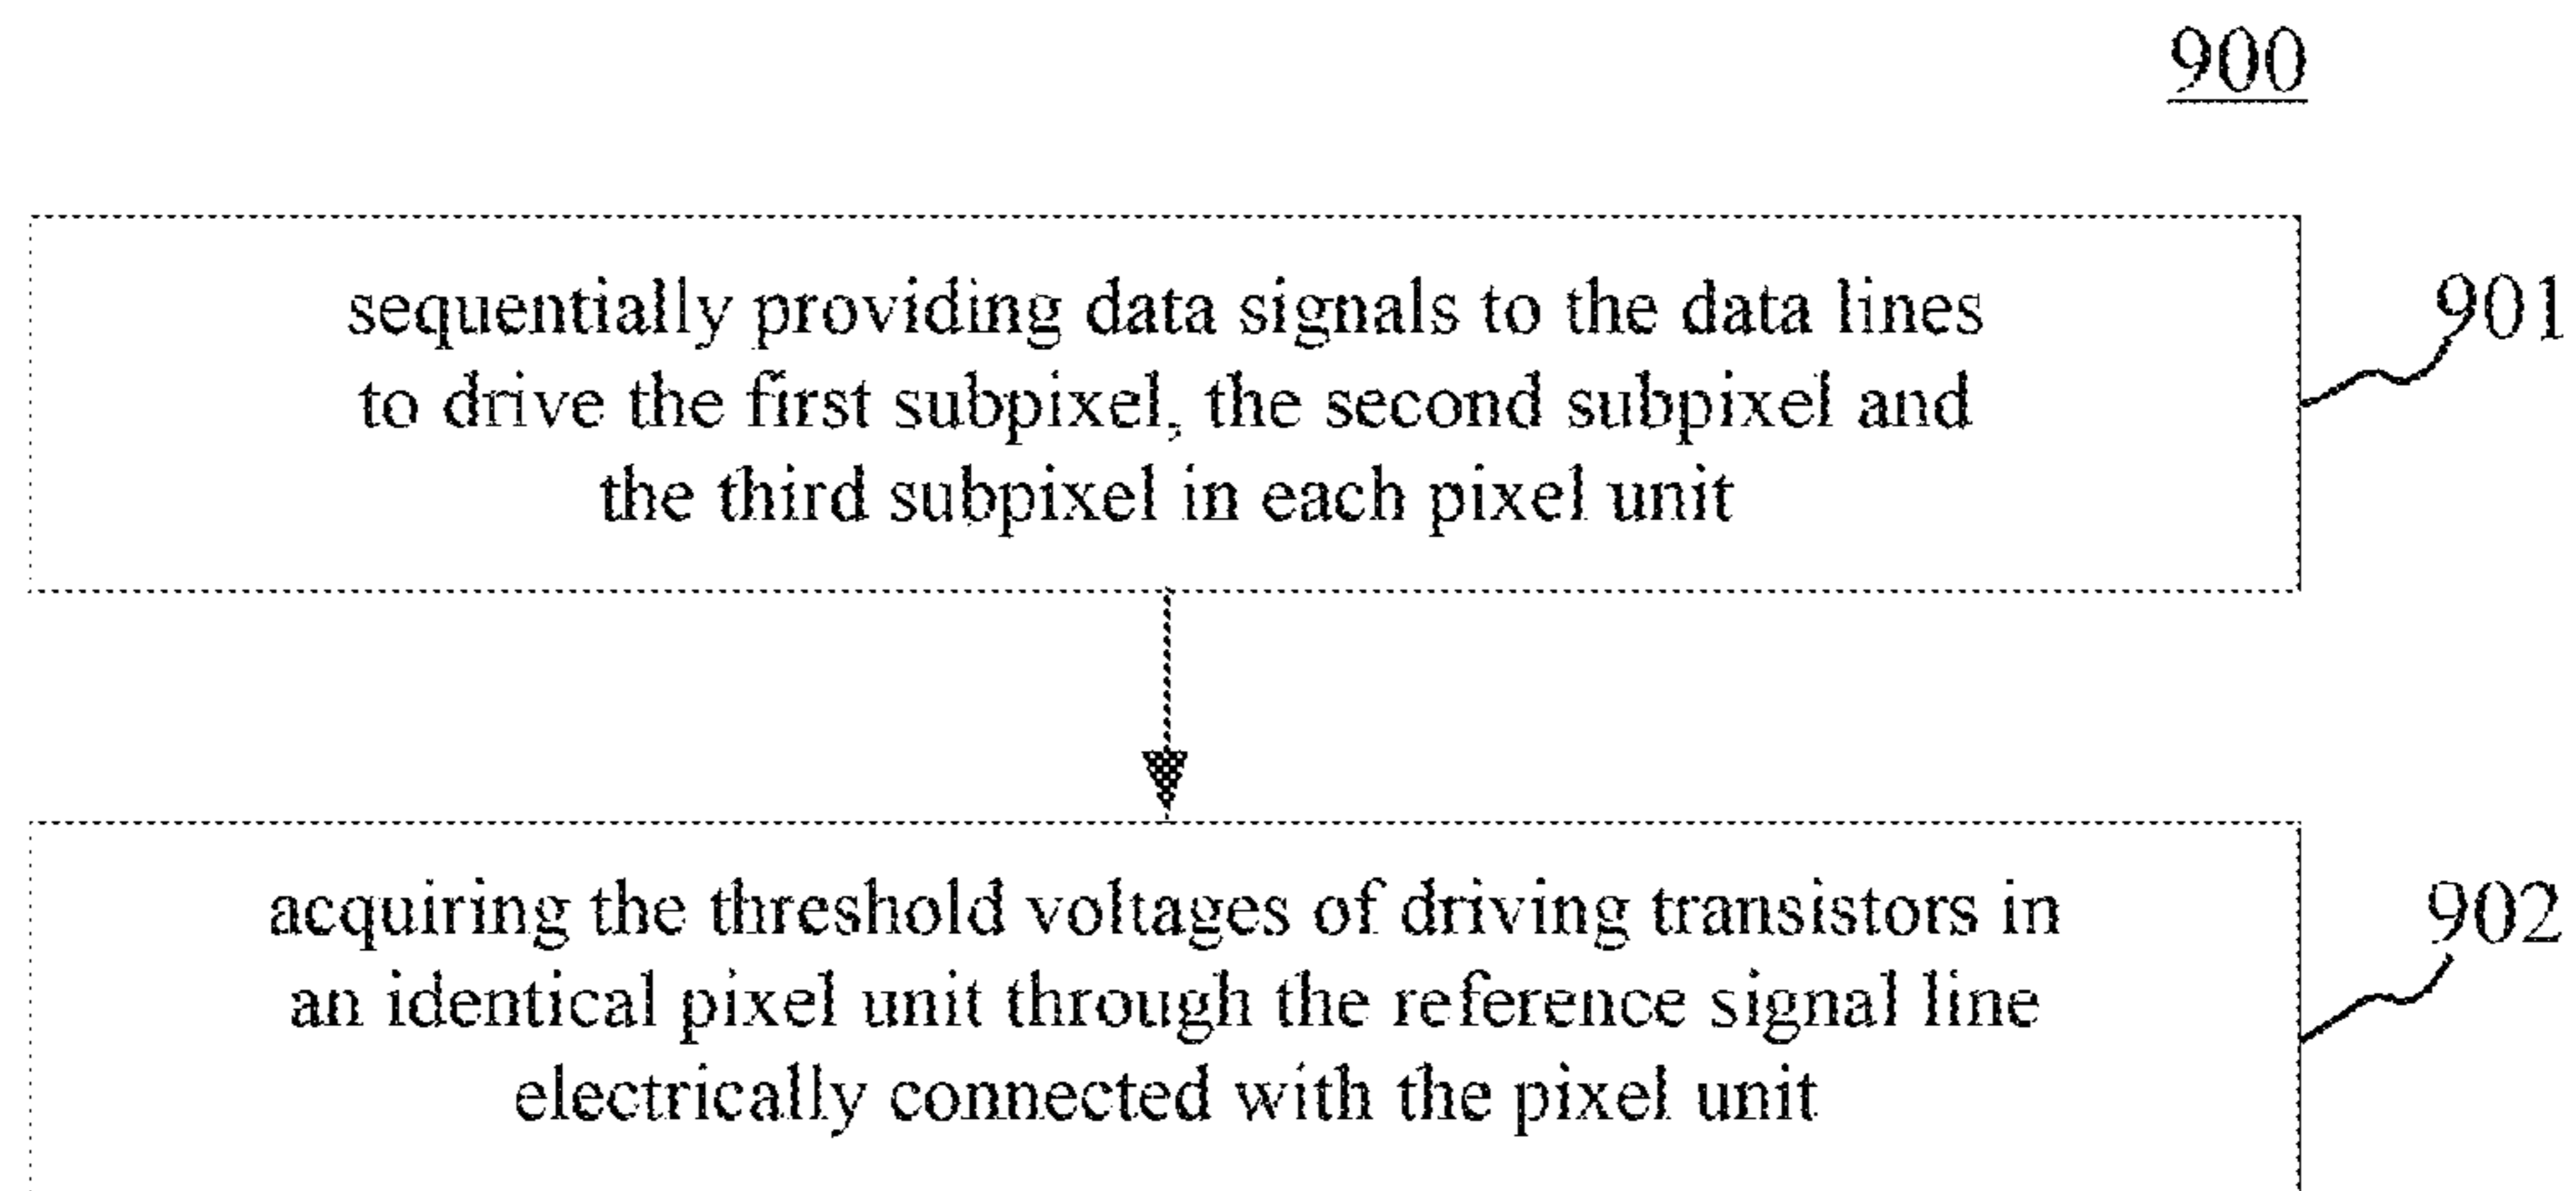 900
sequentially providing data signals to the data lines
to drive the first subpixel, the second subpixel and
the third subpixel in each pixel unit
901
acquiring the threshold voltages of driving transistors in
an identical pixel unit through the reference signal line
electrically connected with the pixel unit
902